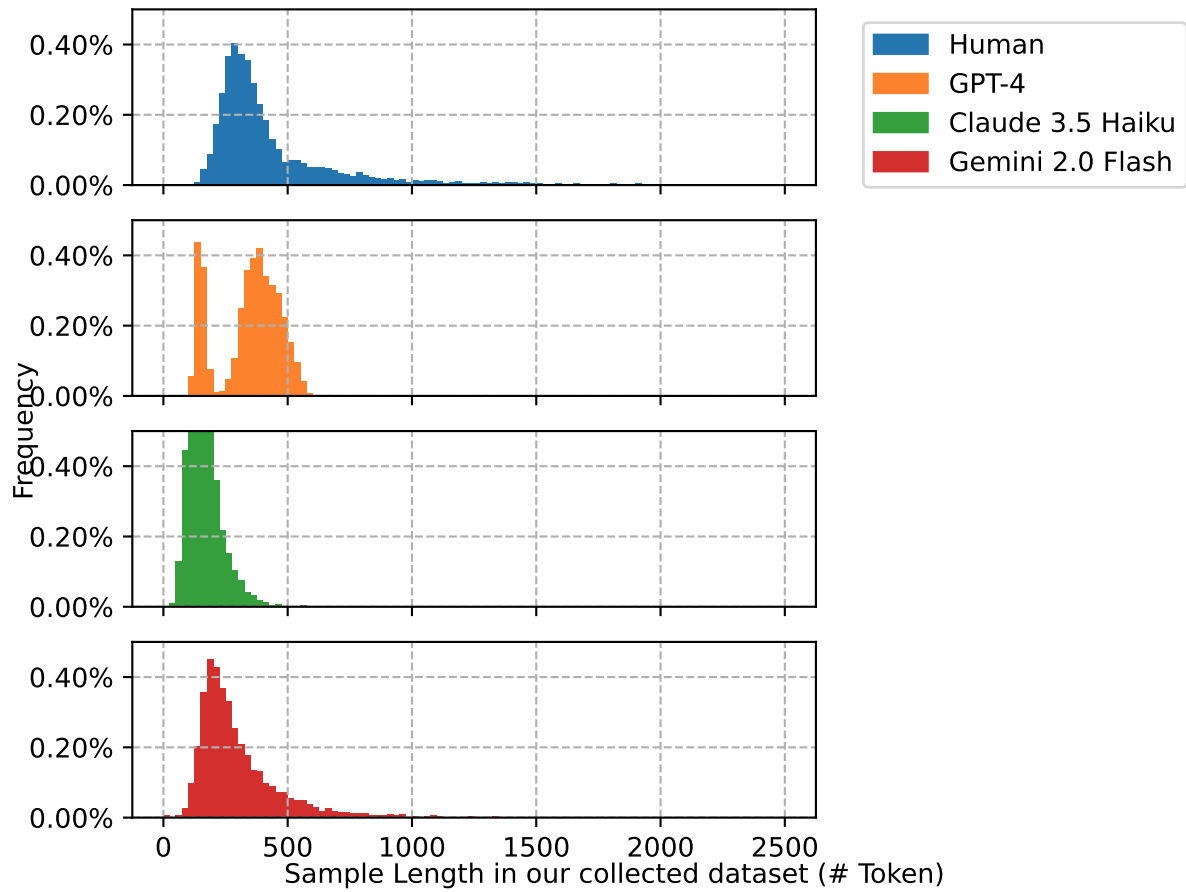 0.40%
0.20%
0.00%
Human
GPT-4
Claude 3.5 Haiku
Gemini 2.0 Flash
0.40%
0.20%
0.00%
Frequency
0.40%
0.20%
0.00%
0.40%
0.20%
0.00%
0 500 1000 1500 2000 2500
Sample Length in our collected dataset (# Token)